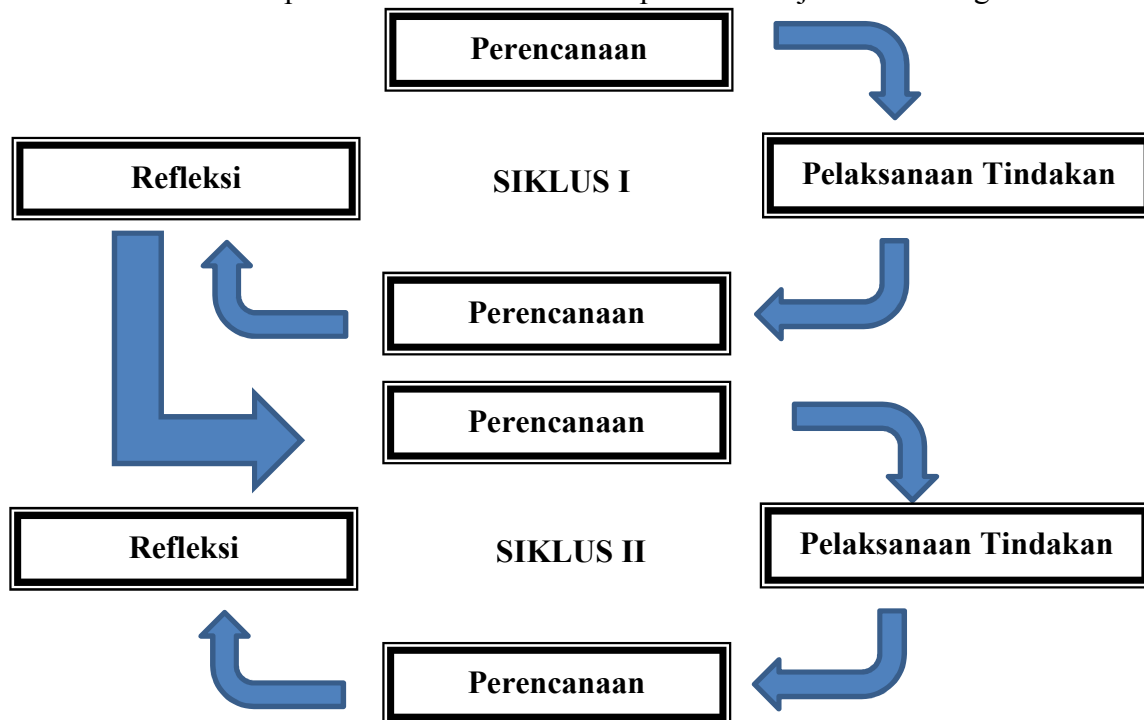 Perencanaan
Refleksi
SIKLUS I
Pelaksanaan Tindakan
Perencanaan
Perencanaan
Refleksi
SIKLUS II
Pelaksanaan Tindakan
Perencanaan